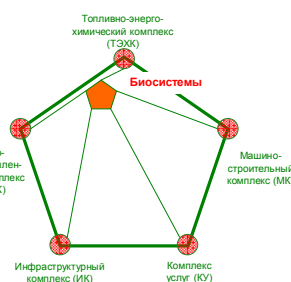 Топливно-энерго-
химический комплекс
(ТЭХК)
Биосистемы
Машино-
строительный
комплекс (МК)
Инфраструктурный
комплекс (ИК)
Комплекс
услуг (КУ)